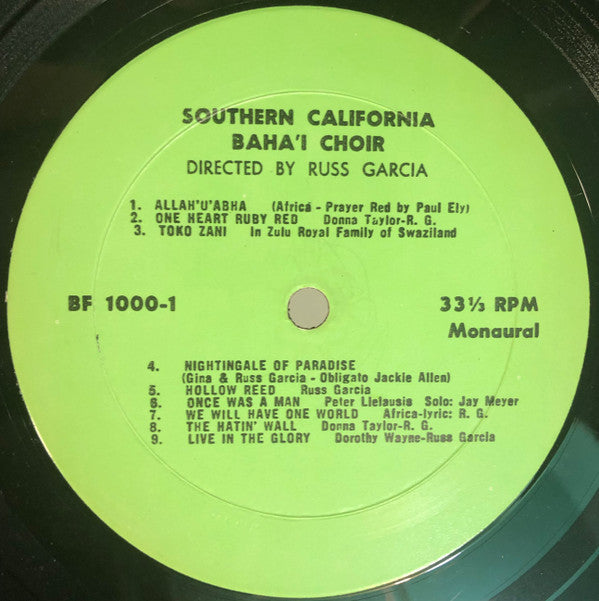 SOUTHERN CALIFORNIA
BAHA'I CHOIR
DIRECTED BY RUSS GARCIA
1. ALLAH'U'ABHA (Africa - Prayer Red by Paul Ely)
2. ONE HEART RUBY RED Donna Taylor-R. G.
3. TOKO ZANI In Zulu Royal Family of Swaziland
BF 1000-1 33⅓ RPM
Monaural
4. NIGHTINGALE OF PARADISE
(Gina & Russ Garcia - Obligato Jackie Allen)
5. HOLLOW REED Russ Garcia
6. ONCE WAS A MAN Peter Lielausis Solo: Jay Meyer
7. WE WILL HAVE ONE WORLD Africa-lyric: R. G.
8. THE HATIN' WALL Donna Taylor-R. G.
9. LIVE IN THE GLORY Dorothy Wayne-Russ Garcia